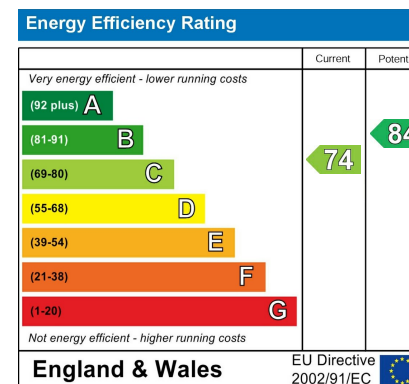 Energy Efficiency Rating
Current Potent
Very energy efficient - lower running costs
(92 plus) A
(81-91) B
84
(69-80) C
74
(55-68) D
(39-54) E
(21-38) F
(1-20) G
Not energy efficient - higher running costs
England & Wales
EU Directive
2002/91/EC